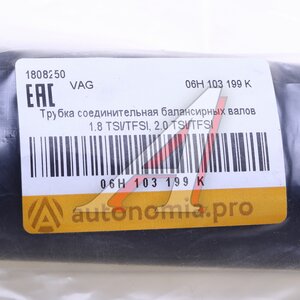 1808250
EAC VAG 06H 103 199 K
Трубка соединительная балансирных валов
1.8 TSI/TFSI, 2.0 TSI/TFSI
06H 103 199 K
autonomia.pro